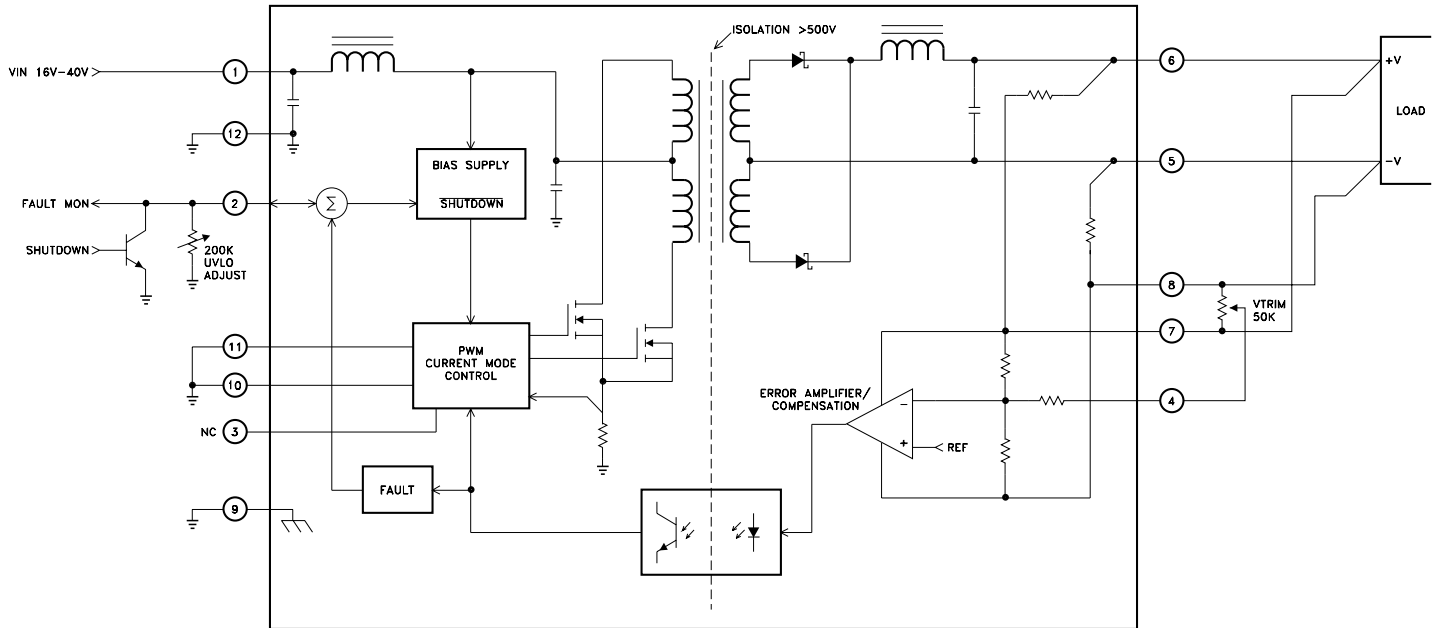 ISOLATION >500V
VIN 16V–40V
1
6
+V
12
LOAD
BIAS SUPPLY
SHUTDOWN
5
-V
FAULT MON
2
Σ
SHUTDOWN
200K
UVLO
ADJUST
8
VTRIM
50K
7
11
PWM
CURRENT MODE
CONTROL
10
ERROR AMPLIFIER/
COMPENSATION
–
+
REF
4
NC
3
FAULT
9